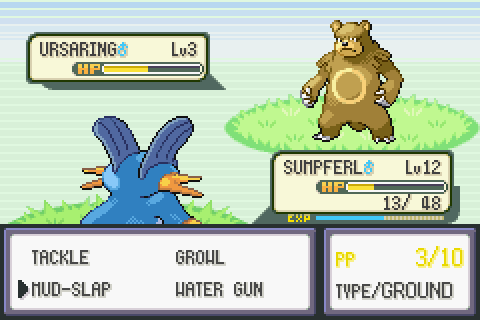 URSARING♂ Lv3
HP
SUMPFERL♂ Lv12
HP
13/ 48
EXP
TACKLE GROWL
MUD-SLAP WATER GUN
PP 3/10
TYPE/GROUND